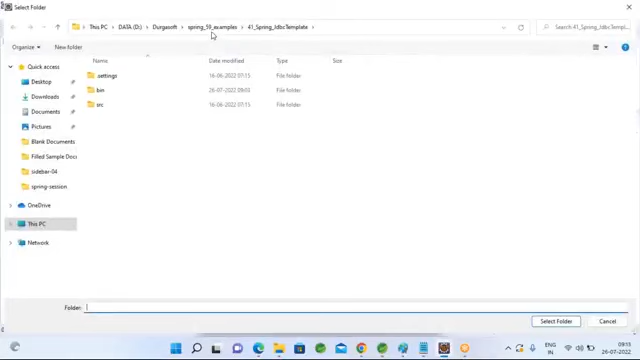 Select Folder
This PC > DATA (D:) > Durgasoft > spring_59_examples > 41_Spring_JdbcTemplate >
Search 41_Spring_JdbcTemplate
Organize New folder
Name Date modified Type Size
Quick access
Desktop
Downloads
Documents
Pictures
Blank Documents
Filled Sample Doc
sidebar-04
spring-session
OneDrive
This PC
Network
.settings 16-06-2022 07:15 File folder
bin 26-07-2022 09:03 File folder
src 16-06-2022 07:15 File folder
Folder:
Select Folder Cancel
ENG
IN
09:15
26-07-2022